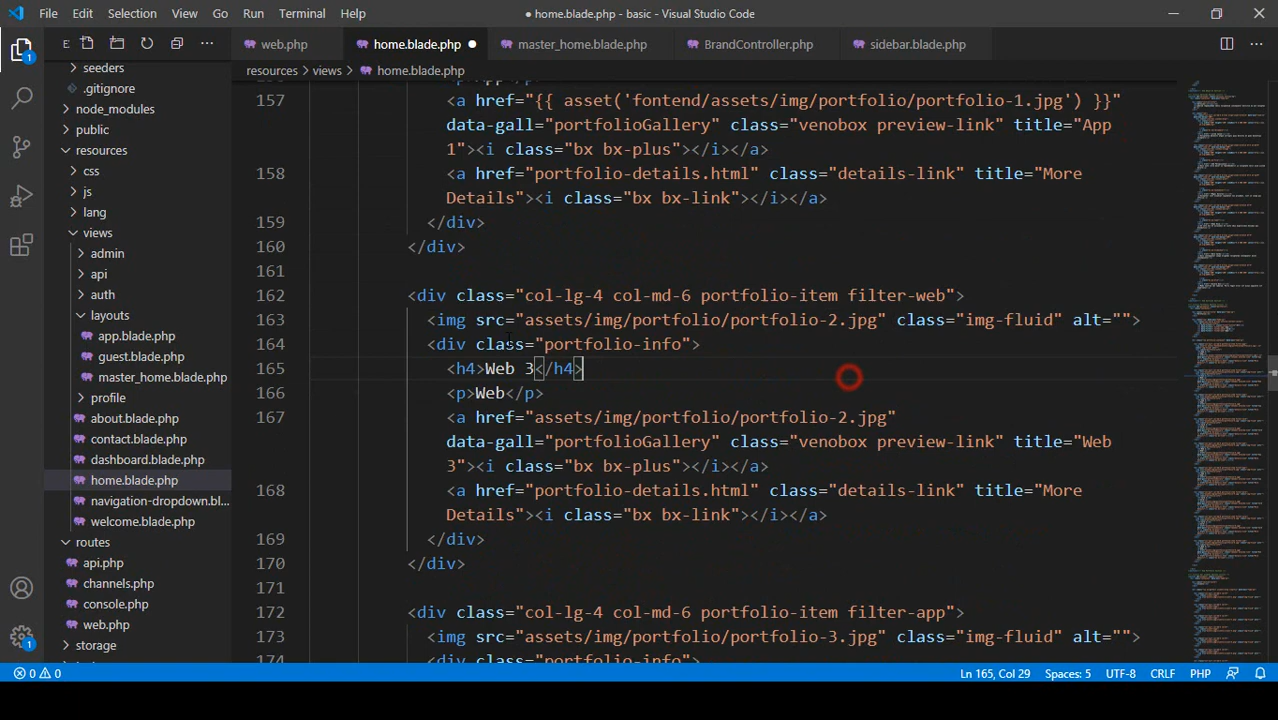 File Edit Selection View Go Run Terminal Help
● home.blade.php - basic - Visual Studio Code
E
web.php home.blade.php master_home.blade.php BrandController.php sidebar.blade.php
resources > views > home.blade.php
1
seeders
.gitignore
node_modules
public
resources
css
js
lang
views
admin
api
auth
layouts
app.blade.php
guest.blade.php
master_home.blade.php
profile
about.blade.php
contact.blade.php
dashboard.blade.php
home.blade.php
navigation-dropdown.bl...
welcome.blade.php
routes
api.php
channels.php
console.php
web.php
storage
1
157 <a href="{{ asset('fontend/assets/img/portfolio/portfolio-1.jpg') }}"
data-gall="portfolioGallery" class="venobox preview-link" title="App
1"><i class="bx bx-plus"></i></a>
158 <a href="portfolio-details.html" class="details-link" title="More
Details"><i class="bx bx-link"></i></a>
159 </div>
160 </div>
161
162 <div class="col-lg-4 col-md-6 portfolio-item filter-web">
163 <img src="assets/img/portfolio/portfolio-2.jpg" class="img-fluid" alt="">
164 <div class="portfolio-info">
165 <h4>Web 3</h4>
166 <p>Web</p>
167 <a href="assets/img/portfolio/portfolio-2.jpg"
data-gall="portfolioGallery" class="venobox preview-link" title="Web
3"><i class="bx bx-plus"></i></a>
168 <a href="portfolio-details.html" class="details-link" title="More
Details"><i class="bx bx-link"></i></a>
169 </div>
170 </div>
171
172 <div class="col-lg-4 col-md-6 portfolio-item filter-app">
173 <img src="assets/img/portfolio/portfolio-3.jpg" class="img-fluid" alt="">
174 <div class="portfolio-info">
0 0 Ln 165, Col 29 Spaces: 5 UTF-8 CRLF PHP